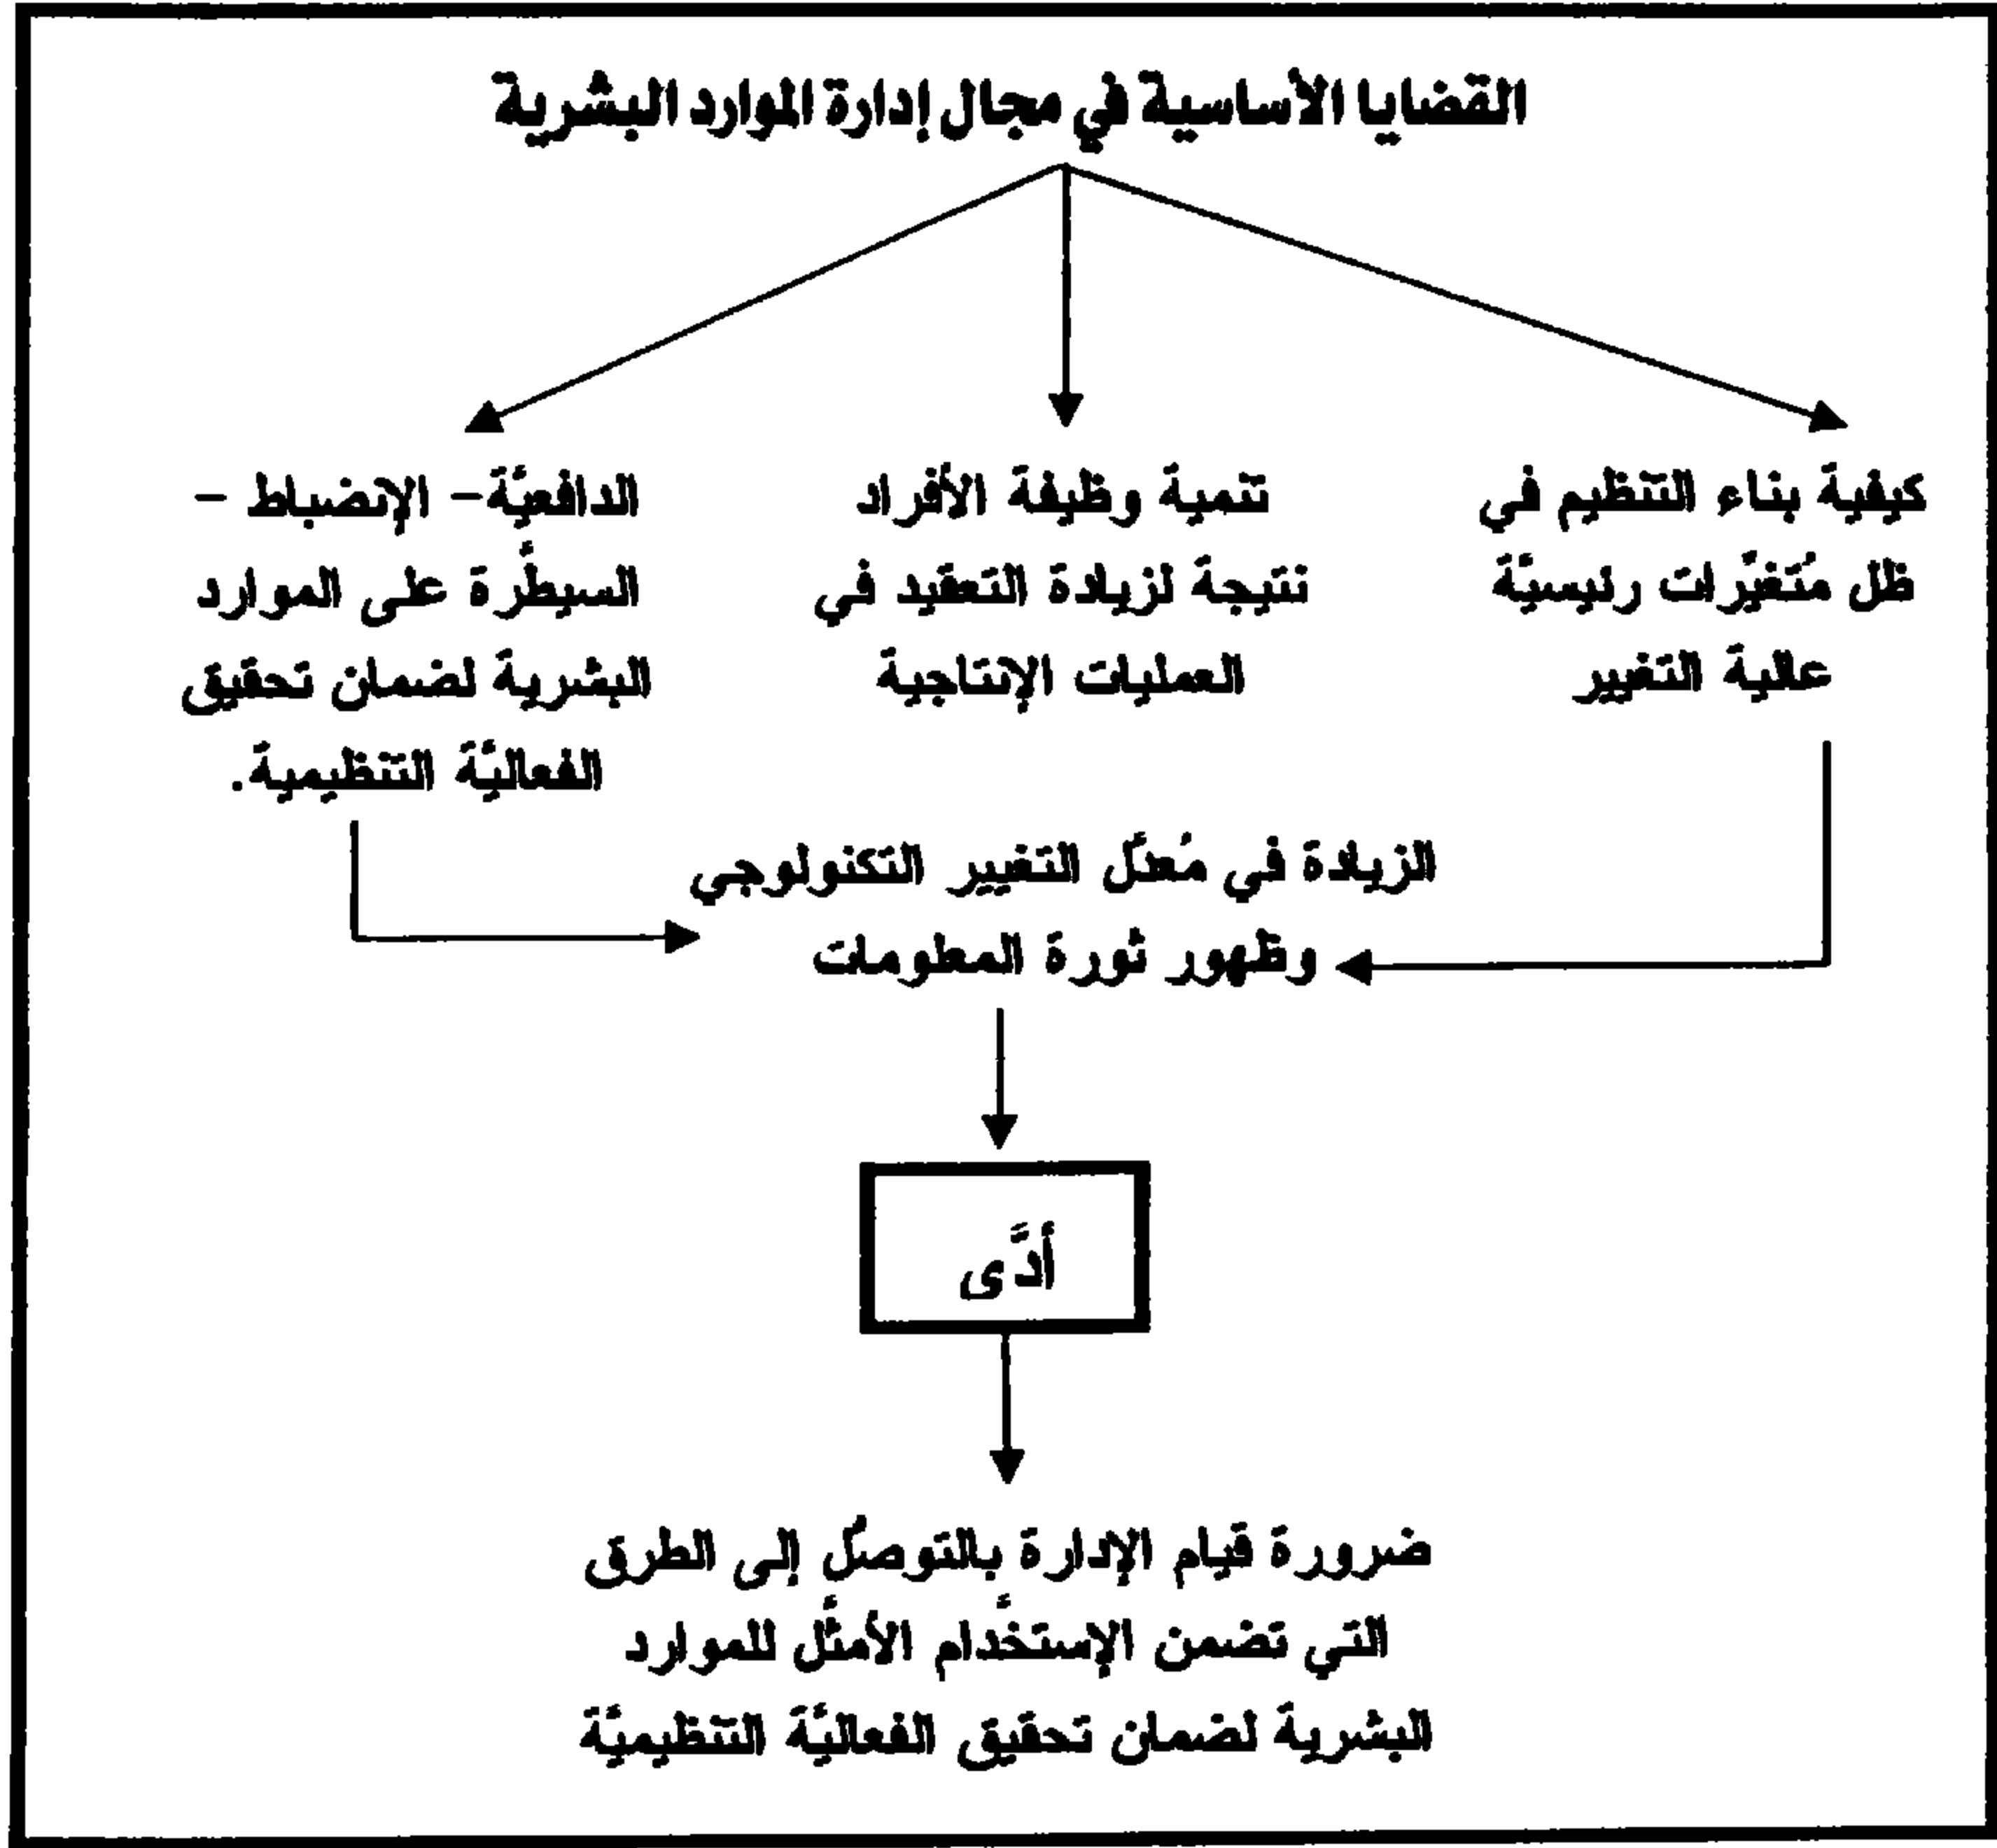 القضايا الأساسية في مجال إدارة الموارد البشرية
كيفية بناء التنظيم في
ظل مُتغيِّرات رئيسيَّة
عالية التغيير
تنمية وظيفة الأفراد
نتيجة لزيادة التعقيد في
العمليات الإنتاجية
الدافعيَّة- الإنضباط –
السيطَّرة على الموارد
البشرية لضمان تحقيق
الفعاليَّة التنظيمية.
الزيادة في مُعدَّل التغيير التكنولوجي
وظهور ثورة المعلومات
أدَّى
ضرورة قيام الإدارة بالتوصُّل إلى الطرق
التي تضمن الإستخَّدام الأمثَّل للموارد
البشرية لضمان تحقيق الفعاليَّة التنظيميَّة